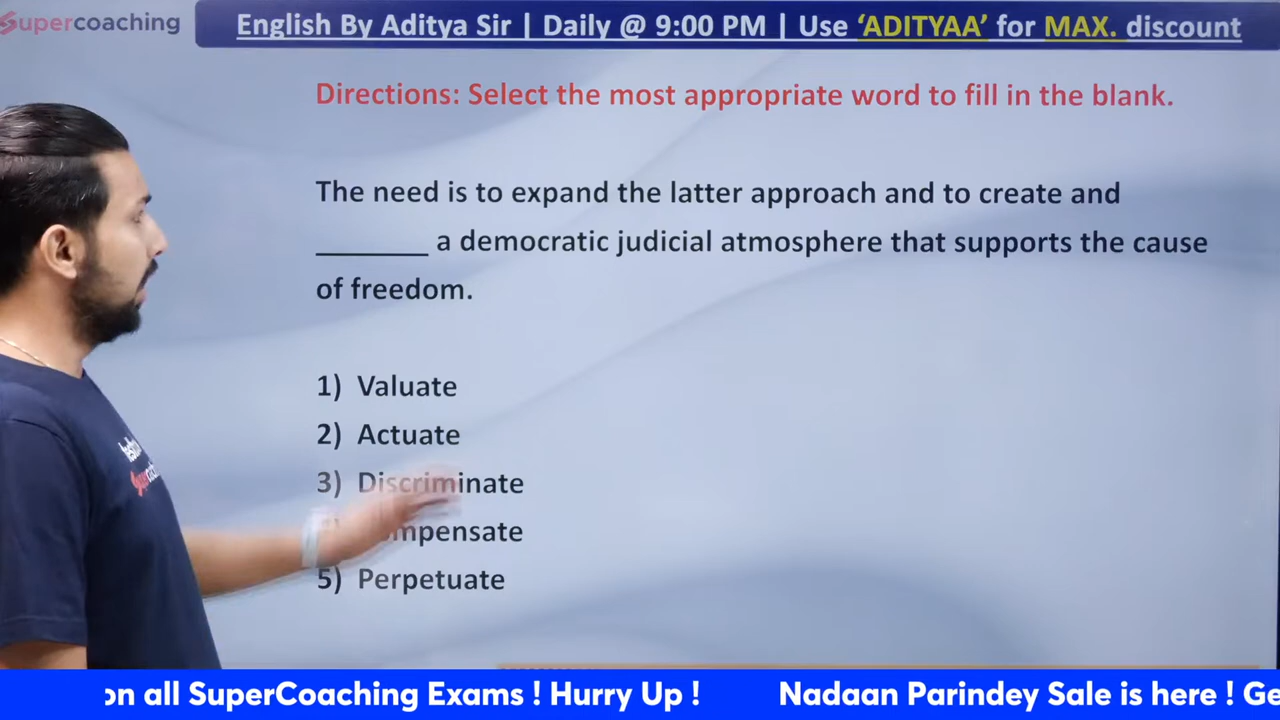 Supercoaching
English By Aditya Sir | Daily @ 9:00 PM | Use ‘ADITYAA’ for MAX. discount
Directions: Select the most appropriate word to fill in the blank.
The need is to expand the latter approach and to create and
_______ a democratic judicial atmosphere that supports the cause
of freedom.
1) Valuate
2) Actuate
3) Discriminate
mpensate
5) Perpetuate
on all SuperCoaching Exams ! Hurry Up ! Nadaan Parindey Sale is here ! Ge